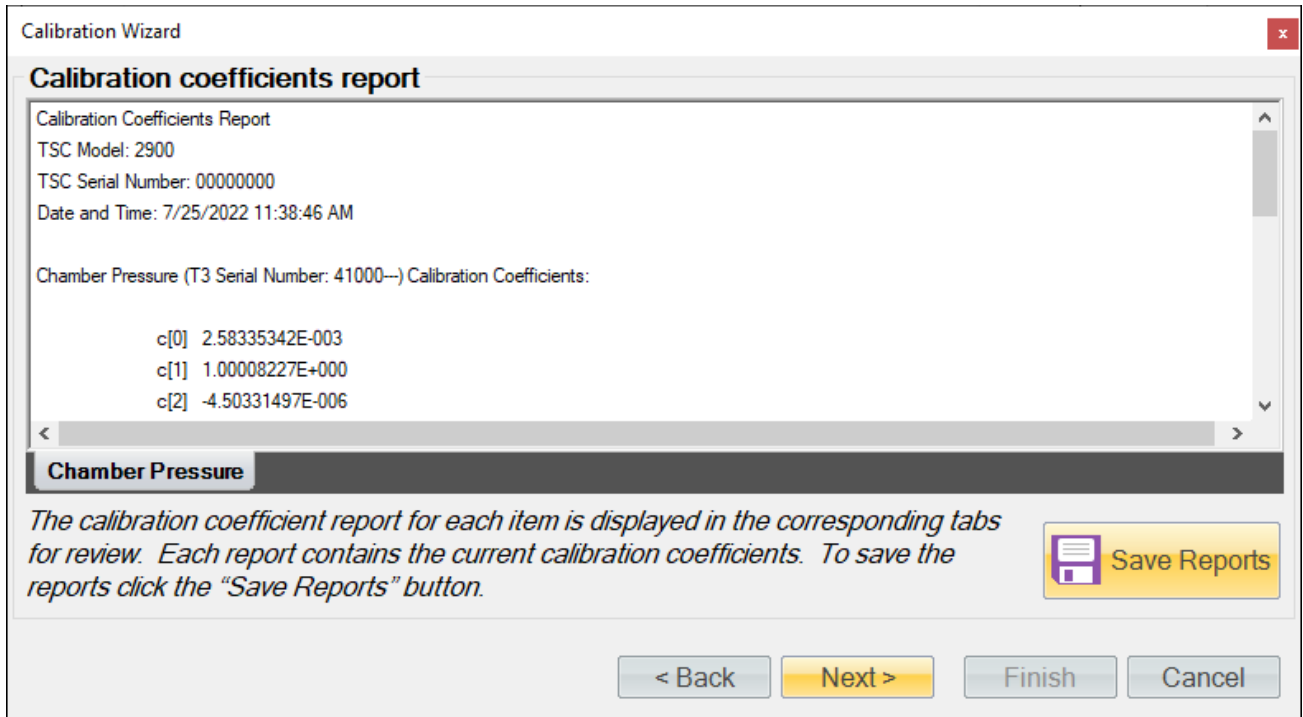 Calibration Wizard
x
Calibration coefficients report
Calibration Coefficients Report
TSC Model: 2900
TSC Serial Number: 00000000
Date and Time: 7/25/2022 11:38:46 AM
Chamber Pressure (T3 Serial Number: 41000---) Calibration Coefficients:
c[0] 2.58335342E-003
c[1] 1.00008227E+000
c[2] -4.50331497E-006
Chamber Pressure
The calibration coefficient report for each item is displayed in the corresponding tabs
for review. Each report contains the current calibration coefficients. To save the
reports click the “Save Reports” button.
Save Reports
< Back
Next >
Finish
Cancel